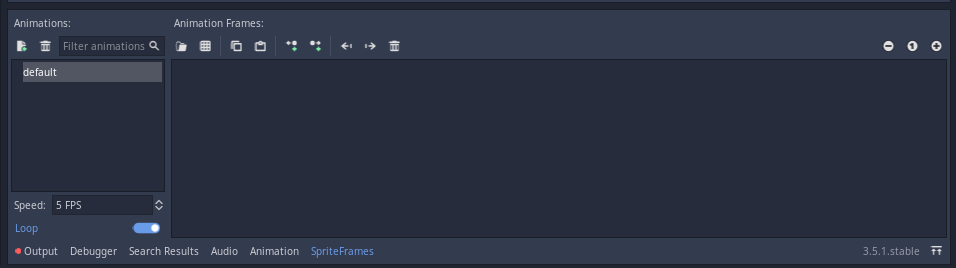 Animations: Animation Frames:
Filter animations
default
Speed: 5 FPS
Loop
Output Debugger Search Results Audio Animation SpriteFrames 3.5.1.stable